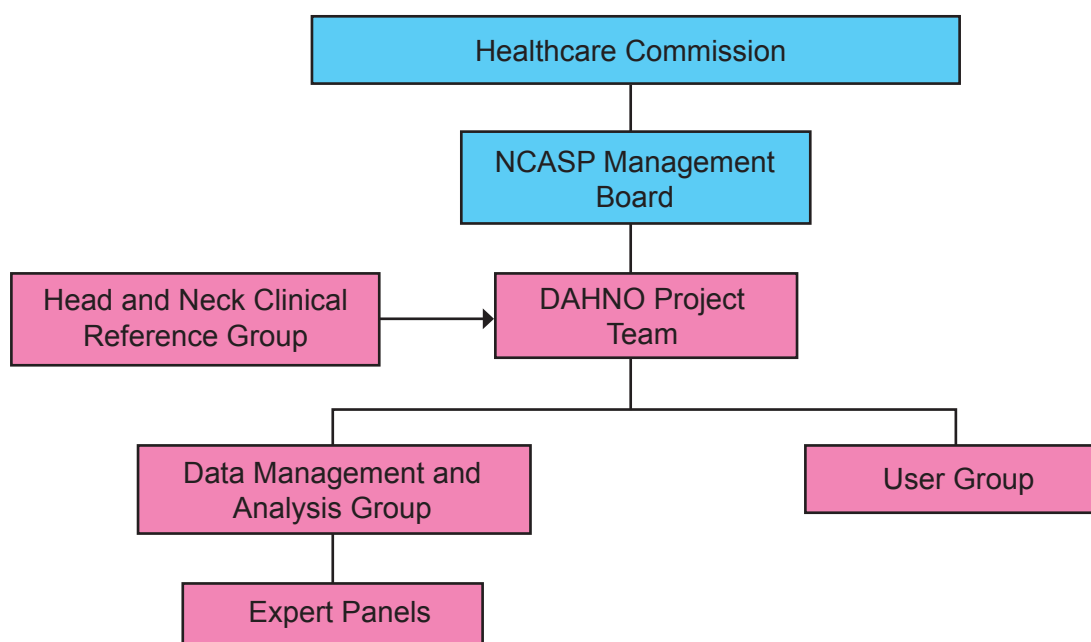 Healthcare Commission
NCASP Management
Board
Head and Neck Clinical
Reference Group
DAHNO Project
Team
Data Management and
Analysis Group
User Group
Expert Panels